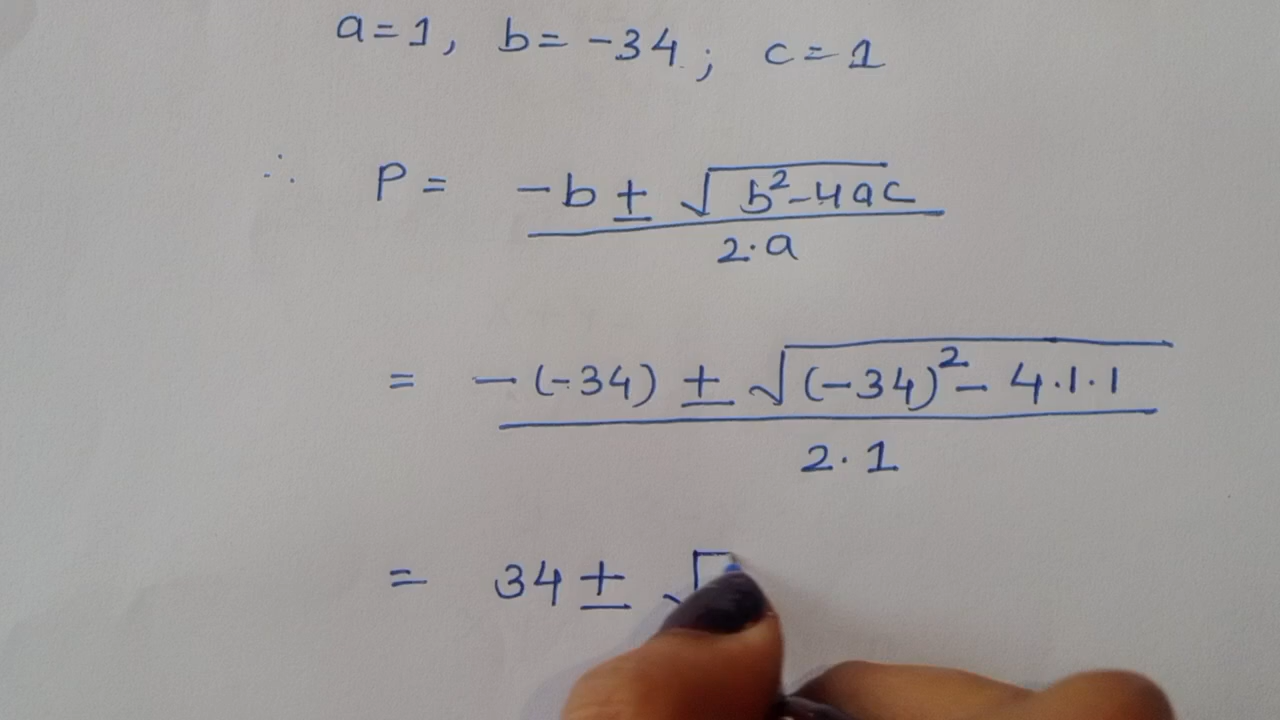 a=1, b= -34; c=1
∴ P = -b ± √b²-4ac
2·a
= -(-34) ± √(-34)² - 4·1·1
2·1
= 34 ± √